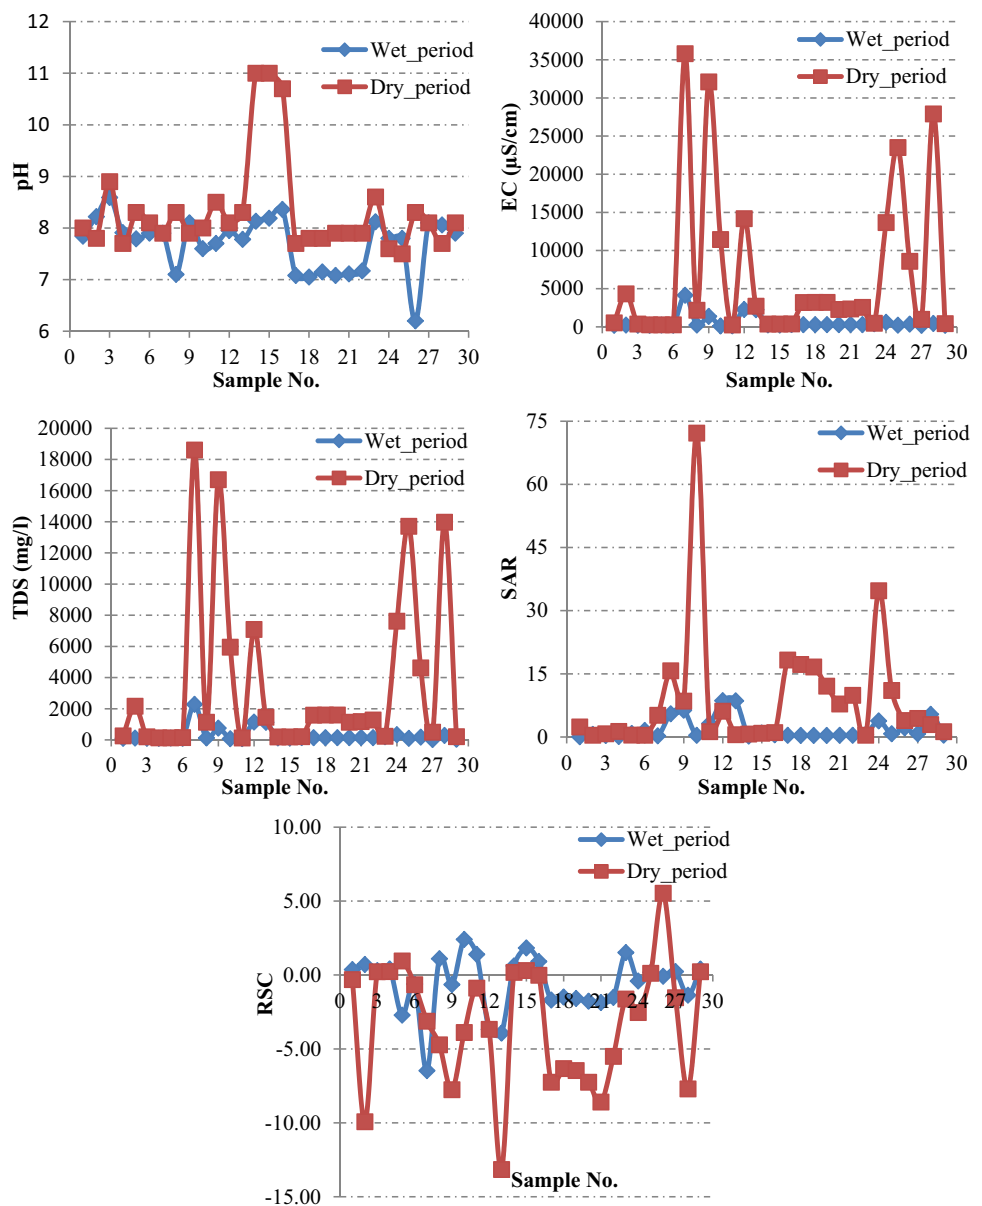 12
11
10
9
8
7
6
pH
Wet_period
Dry_period
0 3 6 9 12 15 18 21 24 27 30
Sample No.
40000
35000
30000
25000
20000
15000
10000
5000
0
EC (µS/cm)
Wet_period
Dry_period
0 3 6 9 12 15 18 21 24 27 30
Sample No.
20000
18000
16000
14000
12000
10000
8000
6000
4000
2000
0
TDS (mg/l)
Wet_period
Dry_period
0 3 6 9 12 15 18 21 24 27 30
Sample No.
75
60
45
30
15
0
SAR
Wet_period
Dry_period
0 3 6 9 12 15 18 21 24 27 30
Sample No.
10.00
5.00
0.00
-5.00
-10.00
-15.00
RSC
Wet_period
Dry_period
0 3 6 9 12 15 18 21 24 27 30
Sample No.